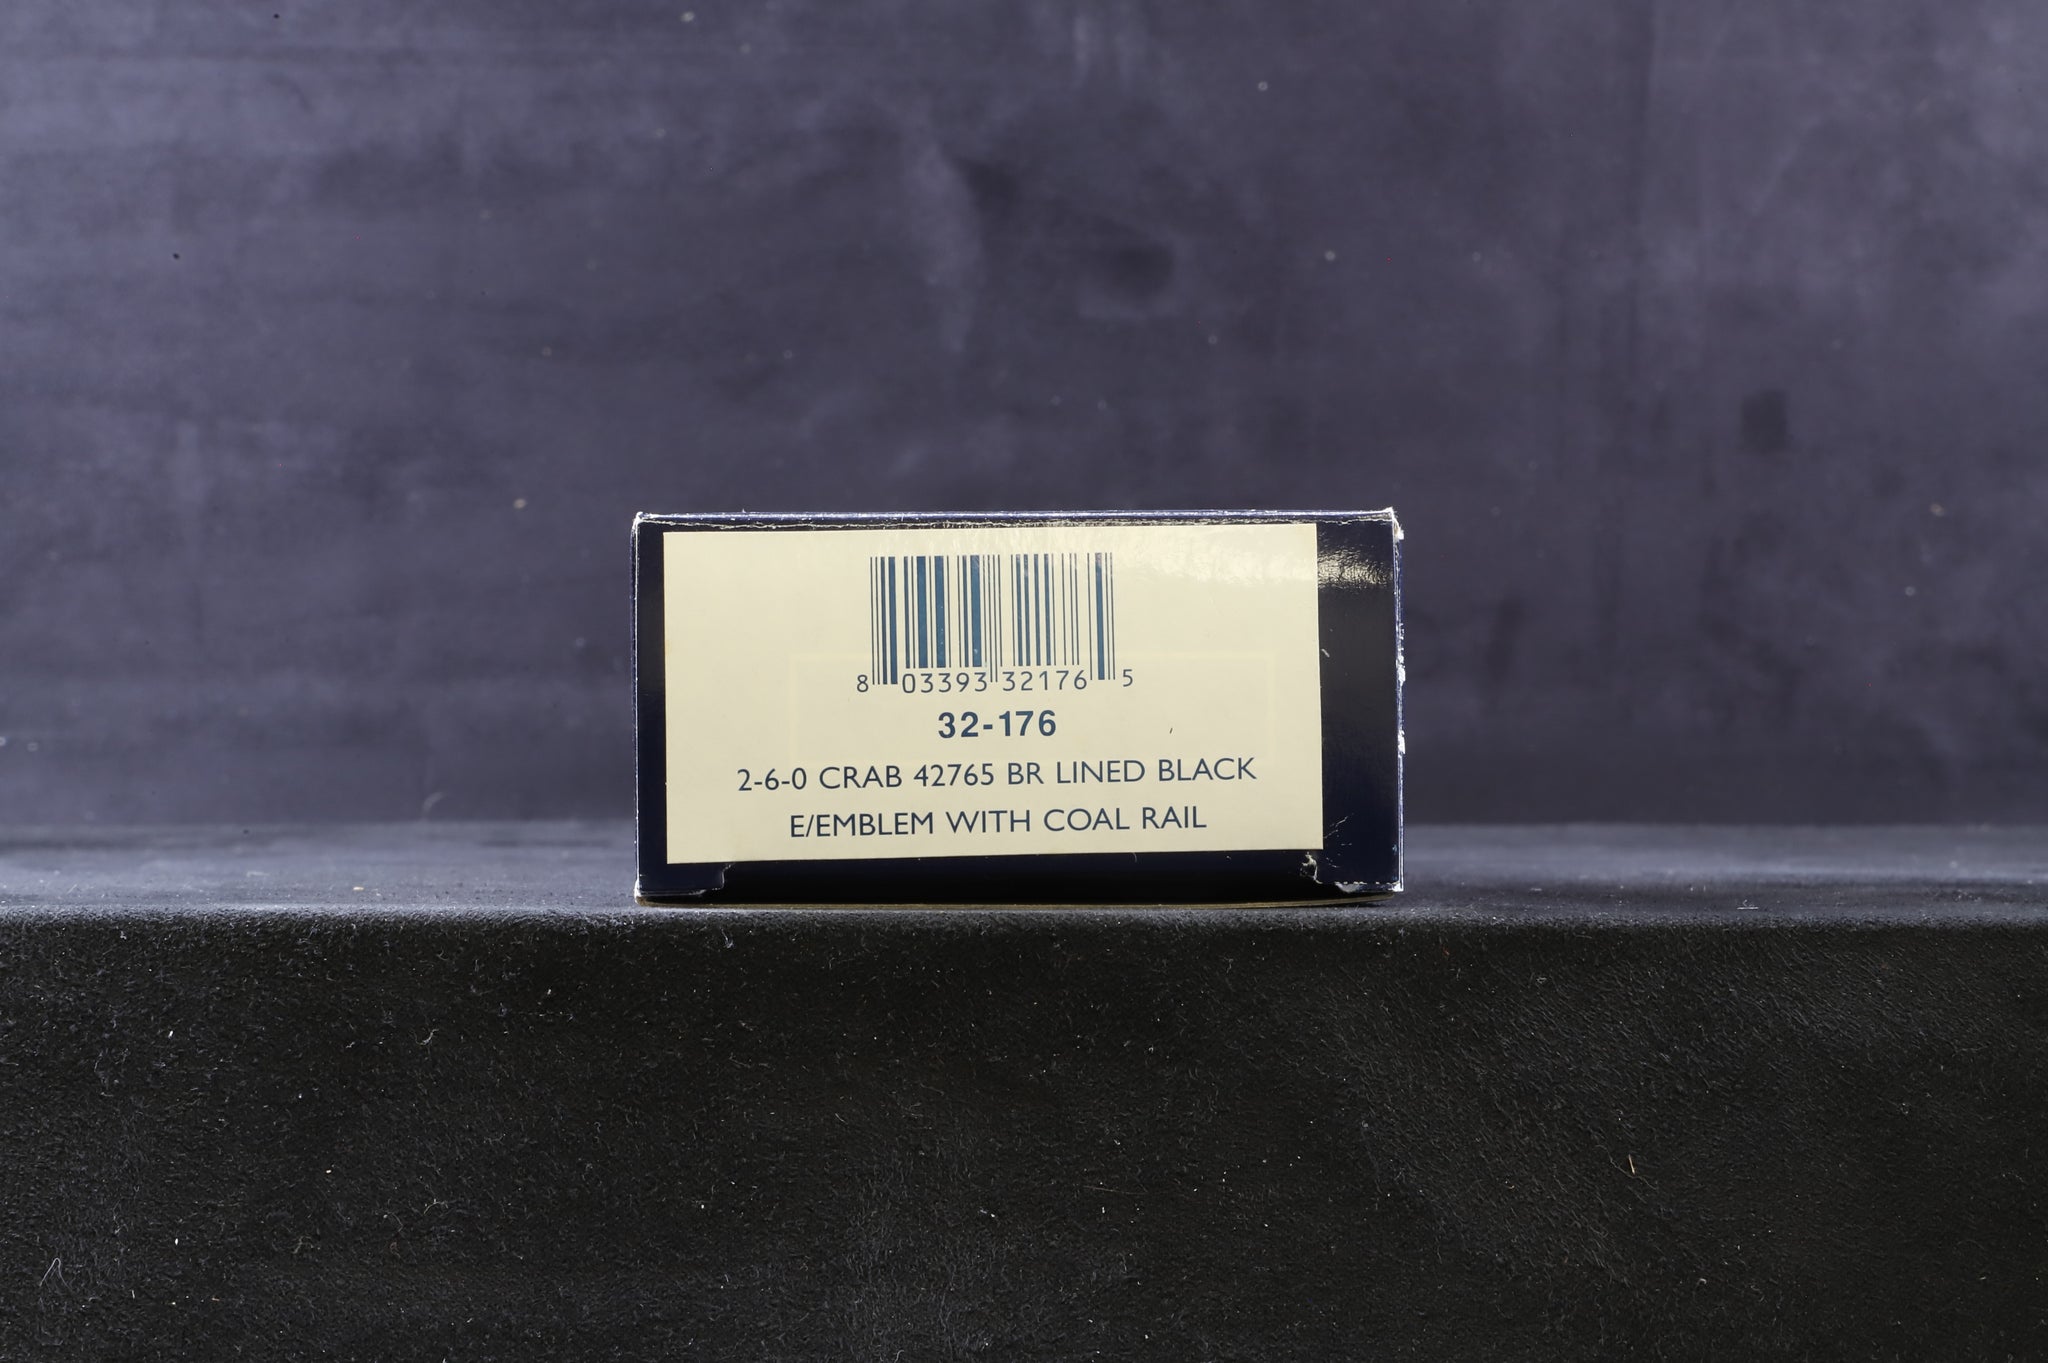 8 03393 32176 5
32-176
2-6-0 CRAB 42765 BR LINED BLACK
E/EMBLEM WITH COAL RAIL